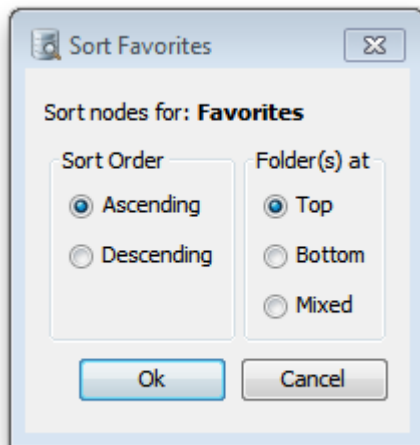 Sort Favorites
Sort nodes for: Favorites
Sort Order
Ascending
Descending
Folder(s) at
Top
Bottom
Mixed
Ok
Cancel